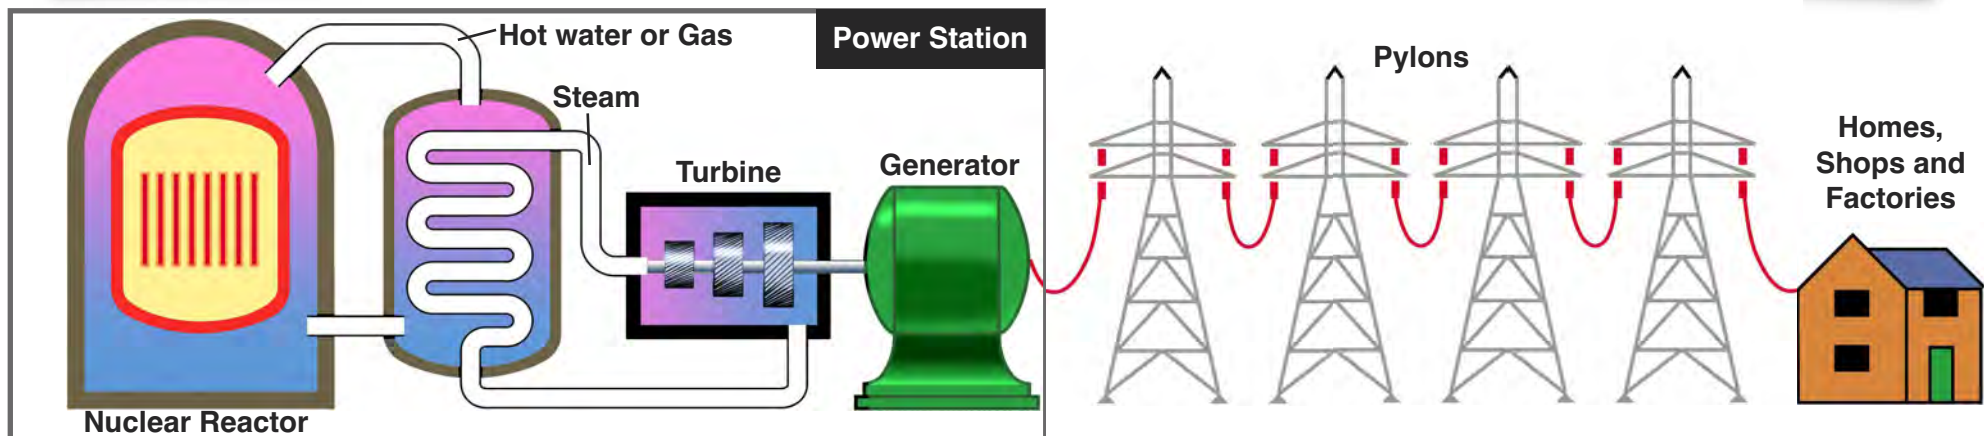 Hot water or Gas
Power Station
Steam
Pylons
Turbine
Generator
Homes,
Shops and
Factories
Nuclear Reactor